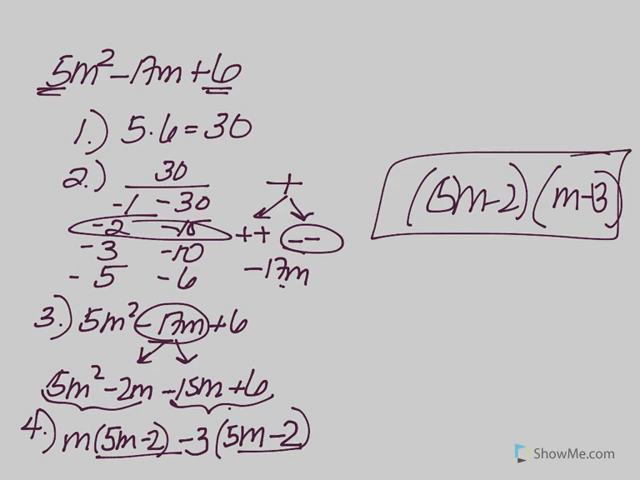 5m² - 17m + 6
1.) 5 · 6 = 30
2.) 30
-1 -30
-2 -15
-3 -10
- 5 - 6
+
++ --
-17m
3.) 5m² - 17m + 6
5m² - 2m - 15m + 6
4.) m(5m - 2) - 3(5m - 2)
(5m - 2)(m - 3)
ShowMe.com